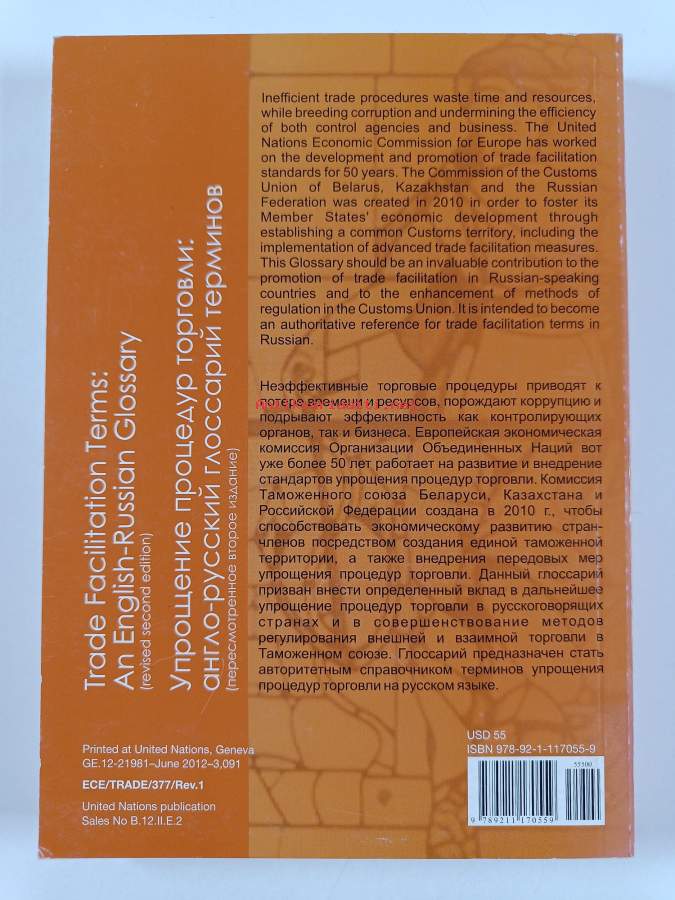 Trade Facilitation Terms:
An English-Russian Glossary
(revised second edition)
Упрощение процедур торговли:
англо-русский глоссарий терминов
(пересмотренное второе издание)
Inefficient trade procedures waste time and resources,
while breeding corruption and undermining the efficiency
of both control agencies and business. The United
Nations Economic Commission for Europe has worked
on the development and promotion of trade facilitation
standards for 50 years. The Commission of the Customs
Union of Belarus, Kazakhstan and the Russian
Federation was created in 2010 in order to foster its
Member States' economic development through
establishing a common Customs territory, including the
implementation of advanced trade facilitation measures.
This Glossary should be an invaluable contribution to the
promotion of trade facilitation in Russian-speaking
countries and to the enhancement of methods of
regulation in the Customs Union. It is intended to become
an authoritative reference for trade facilitation terms in
Russian.
Неэффективные торговые процедуры приводят к
потере времени и ресурсов, порождают коррупцию и
подрывают эффективность как контролирующих
органов, так и бизнеса. Европейская экономическая
комиссия Организации Объединенных Наций вот
уже более 50 лет работает на развитие и внедрение
стандартов упрощения процедур торговли. Комиссия
Таможенного союза Беларуси, Казахстана и
Российской Федерации создана в 2010 г., чтобы
способствовать экономическому развитию стран-
членов посредством создания единой таможенной
территории, а также внедрения передовых мер
упрощения процедур торговли. Данный глоссарий
призван внести определенный вклад в дальнейшее
упрощение процедур торговли в русскоговорящих
странах и в совершенствование методов
регулирования внешней и взаимной торговли в
Таможенном союзе. Глоссарий предназначен стать
авторитетным справочником терминов упрощения
процедур торговли на русском языке.
Printed at United Nations, Geneva
GE.12-21981–June 2012–3,091
ECE/TRADE/377/Rev.1
United Nations publication
Sales No B.12.II.E.2
USD 55
ISBN 978-92-1-117055-9
55500
9 789211 170559